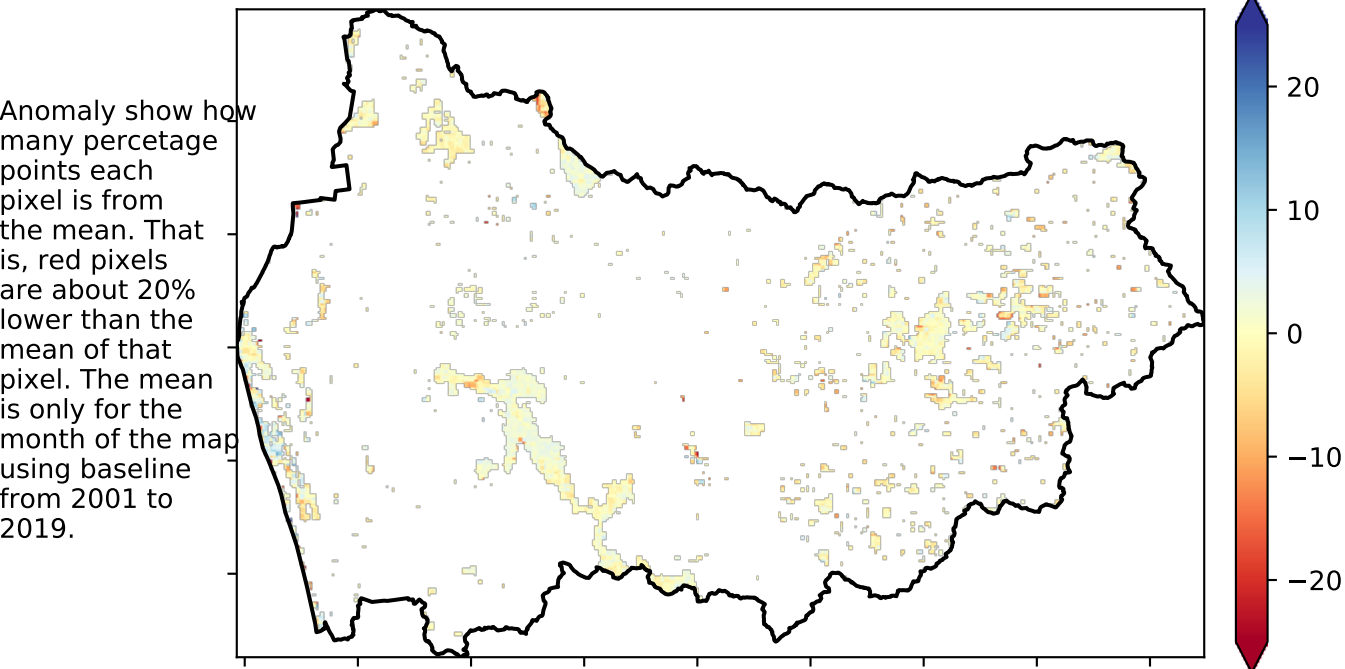 Anomaly show how
many percetage
points each
pixel is from
the mean. That
is, red pixels
are about 20%
lower than the
mean of that
pixel. The mean
is only for the
month of the map
using baseline
from 2001 to
2019.
20
10
0
−10
−20